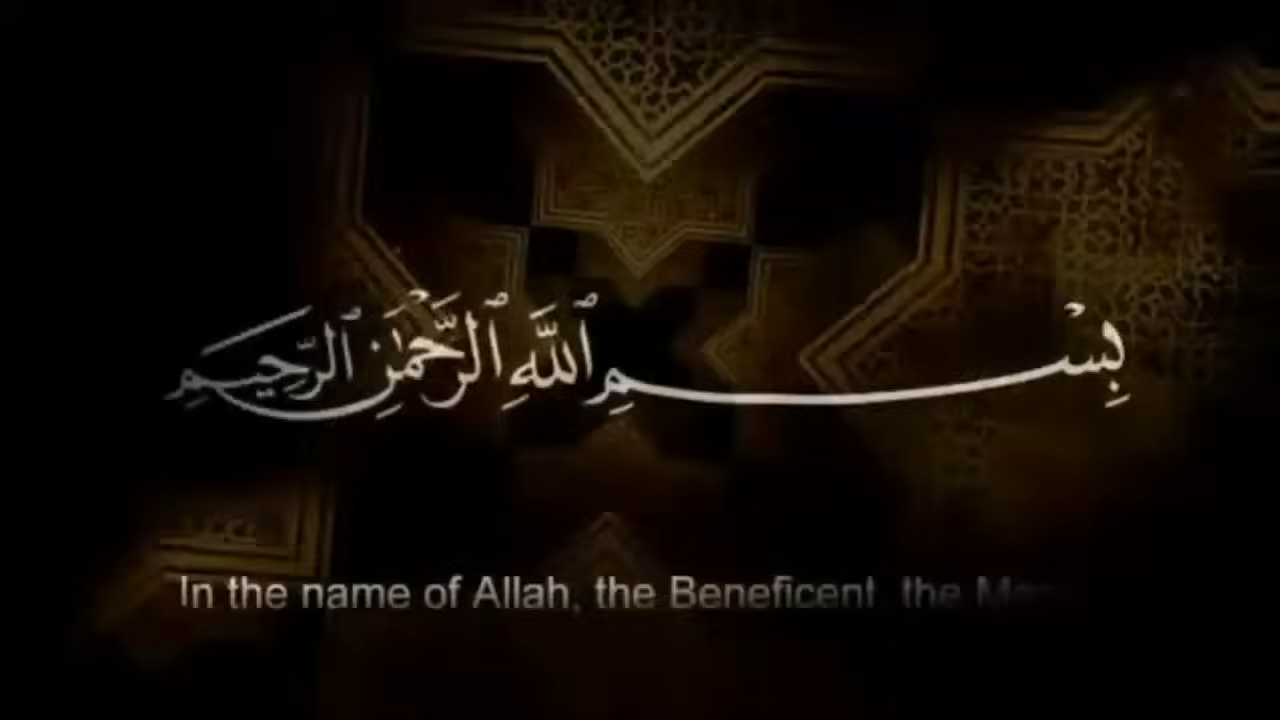 بِسْمِ ٱللَّهِ ٱلرَّحْمَٰنِ ٱلرَّحِيمِ
In the name of Allah, the Beneficent, the